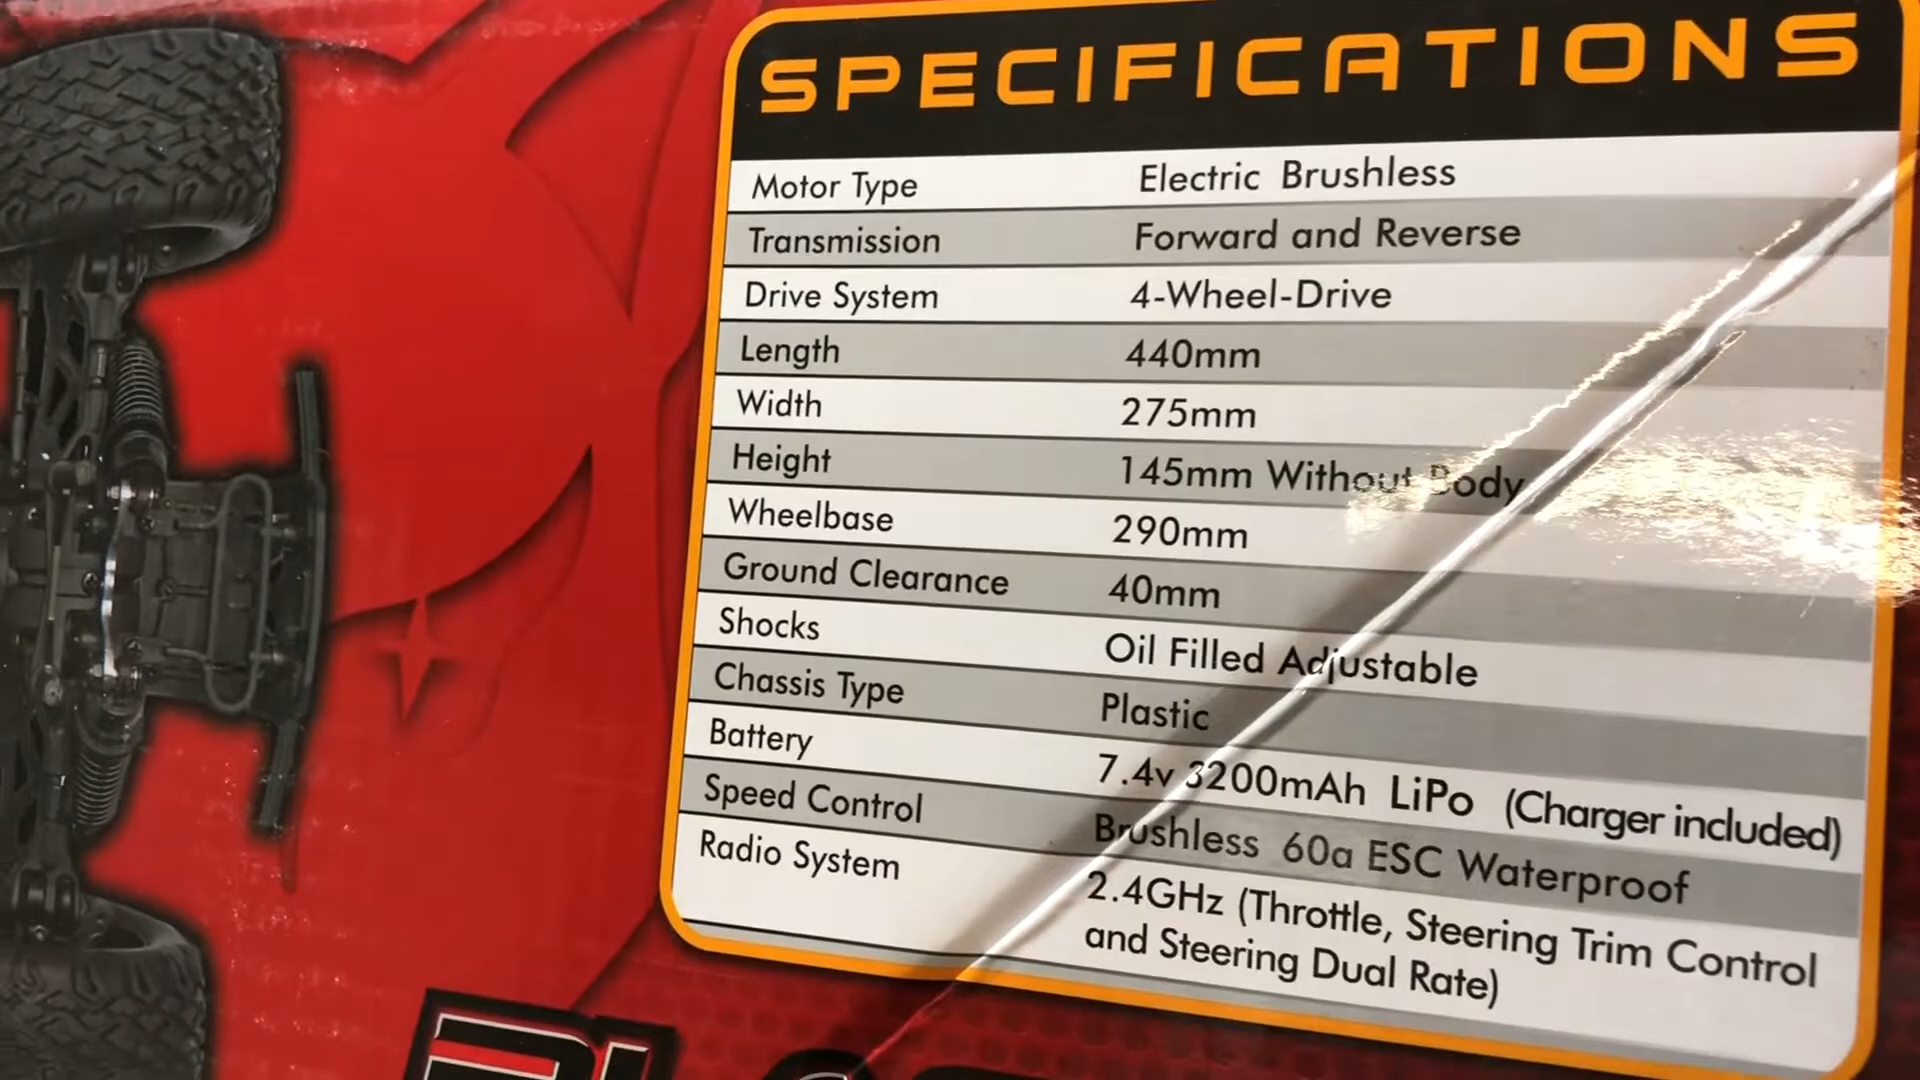 SPECIFICATIONS
Motor Type Electric Brushless
Transmission Forward and Reverse
Drive System 4-Wheel-Drive
Length 440mm
Width 275mm
Height 145mm Without Body
Wheelbase 290mm
Ground Clearance 40mm
Shocks Oil Filled Adjustable
Chassis Type Plastic
Battery 7.4v 3200mAh LiPo (Charger included)
Speed Control Brushless 60a ESC Waterproof
Radio System 2.4GHz (Throttle, Steering Trim Control
and Steering Dual Rate)